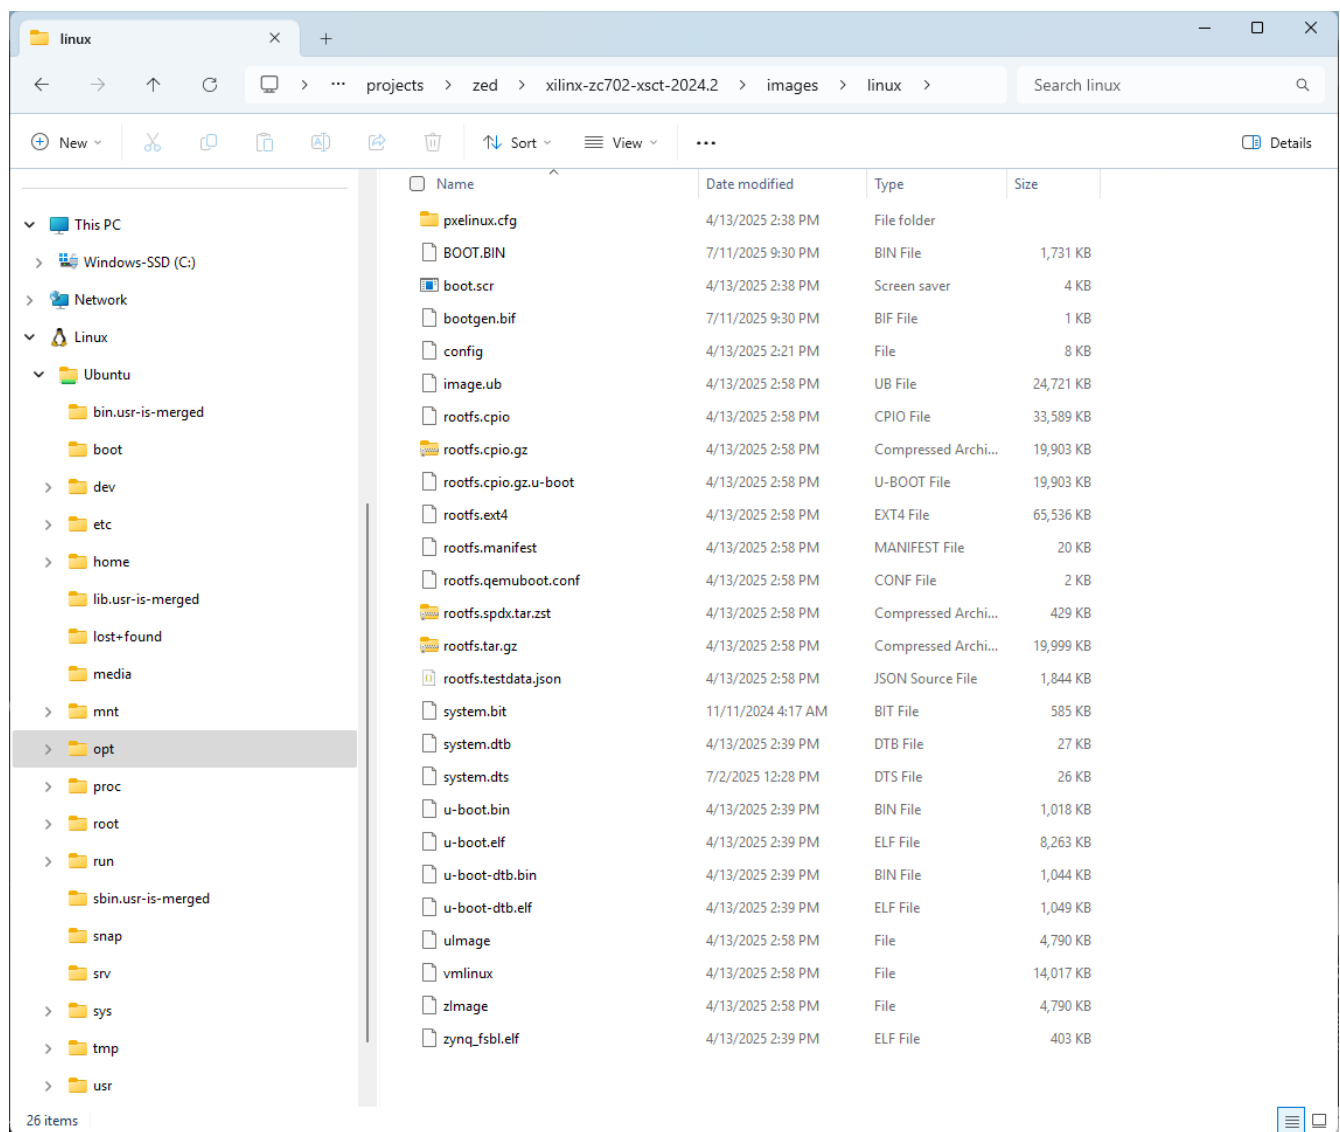 linux
projects > zed > xilinx-zc702-xsct-2024.2 > images > linux >
Search linux
New
Sort
View
Details
Name Date modified Type Size
This PC
Windows-SSD (C:)
Network
Linux
Ubuntu
bin.usr-is-merged
boot
dev
etc
home
lib.usr-is-merged
lost+found
media
mnt
opt
proc
root
run
sbin.usr-is-merged
snap
srv
sys
tmp
usr
pxelinux.cfg 4/13/2025 2:38 PM File folder
BOOT.BIN 7/11/2025 9:30 PM BIN File 1,731 KB
boot.scr 4/13/2025 2:38 PM Screen saver 4 KB
bootgen.bif 7/11/2025 9:30 PM BIF File 1 KB
config 4/13/2025 2:21 PM File 8 KB
image.ub 4/13/2025 2:58 PM UB File 24,721 KB
rootfs.cpio 4/13/2025 2:58 PM CPIO File 33,589 KB
rootfs.cpio.gz 4/13/2025 2:58 PM Compressed Archi... 19,903 KB
rootfs.cpio.gz.u-boot 4/13/2025 2:58 PM U-BOOT File 19,903 KB
rootfs.ext4 4/13/2025 2:58 PM EXT4 File 65,536 KB
rootfs.manifest 4/13/2025 2:58 PM MANIFEST File 20 KB
rootfs.qemuboot.conf 4/13/2025 2:58 PM CONF File 2 KB
rootfs.spdx.tar.zst 4/13/2025 2:58 PM Compressed Archi... 429 KB
rootfs.tar.gz 4/13/2025 2:58 PM Compressed Archi... 19,999 KB
rootfs.testdata.json 4/13/2025 2:58 PM JSON Source File 1,844 KB
system.bit 11/11/2024 4:17 AM BIT File 585 KB
system.dtb 4/13/2025 2:39 PM DTB File 27 KB
system.dts 7/2/2025 12:28 PM DTS File 26 KB
u-boot.bin 4/13/2025 2:39 PM BIN File 1,018 KB
u-boot.elf 4/13/2025 2:39 PM ELF File 8,263 KB
u-boot-dtb.bin 4/13/2025 2:39 PM BIN File 1,044 KB
u-boot-dtb.elf 4/13/2025 2:39 PM ELF File 1,049 KB
uImage 4/13/2025 2:58 PM File 4,790 KB
vmlinux 4/13/2025 2:58 PM File 14,017 KB
zImage 4/13/2025 2:58 PM File 4,790 KB
zynq_fsbl.elf 4/13/2025 2:39 PM ELF File 403 KB
26 items